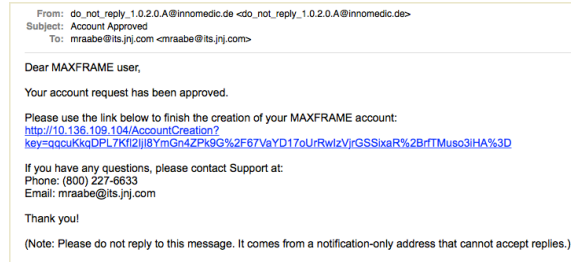 From: do_not_reply_1.0.2.0.A@innomedic.de <do_not_reply_1.0.2.0.A@innomedic.de>
Subject: Account Approved
To: mraabe@its.jnj.com <mraabe@its.jnj.com>
Dear MAXFRAME user,
Your account request has been approved.
Please use the link below to finish the creation of your MAXFRAME account:
http://10.136.109.104/AccountCreation?
key=qqcuKkqDPL7Kfl2ljI8YmGn4ZPk9G%2F67VaYD17oUrRwIzVjrGSSixaR%2BrfTMuso3iHA%3D
If you have any questions, please contact Support at:
Phone: (800) 227-6633
Email: mraabe@its.jnj.com
Thank you!
(Note: Please do not reply to this message. It comes from a notification-only address that cannot accept replies.)